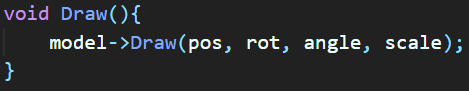 void Draw(){
    model->Draw(pos, rot, angle, scale);
}